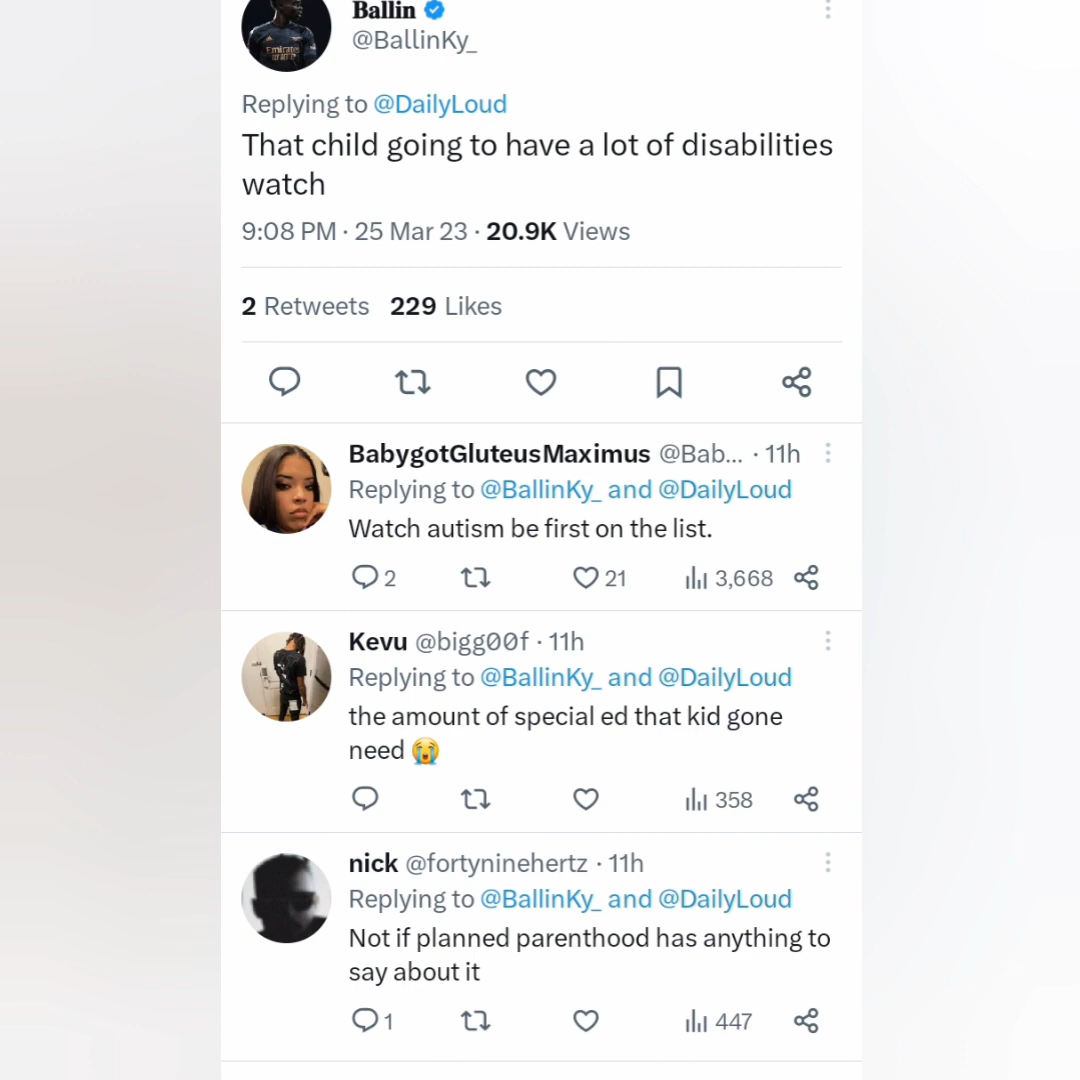 Ballin
@BallinKy_
Emirates
Replying to @DailyLoud
That child going to have a lot of disabilities
watch
9:08 PM · 25 Mar 23 · 20.9K Views
2 Retweets 229 Likes
BabygotGluteusMaximus @Bab... · 11h
Replying to @BallinKy_ and @DailyLoud
Watch autism be first on the list.
2 21 3,668
Kevu @bigg00f · 11h
Replying to @BallinKy_ and @DailyLoud
the amount of special ed that kid gone
need 😭
358
nick @fortyninehertz · 11h
Replying to @BallinKy_ and @DailyLoud
Not if planned parenthood has anything to
say about it
1 447